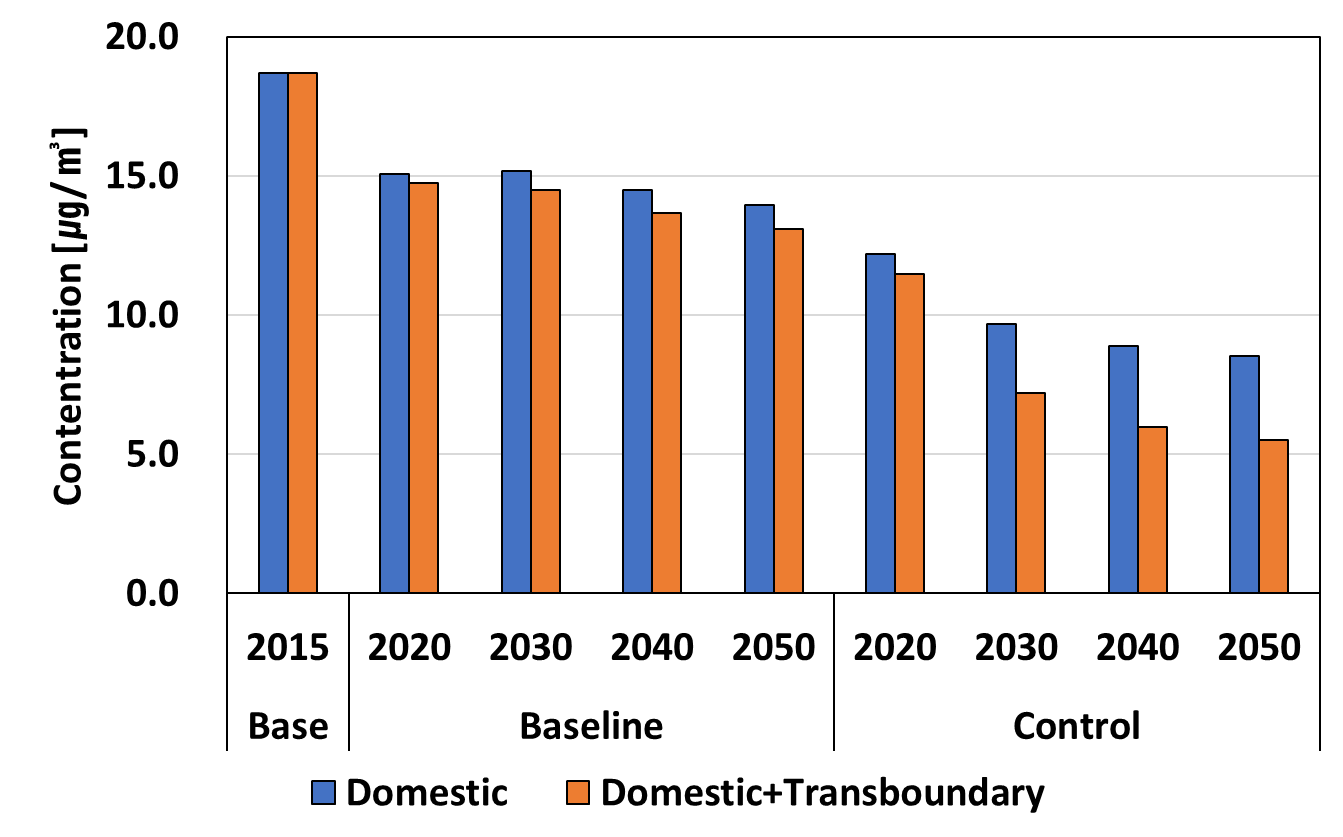 20.0
15.0
10.0
5.0
0.0
Contentration [µg/m³]
2015 2020 2030 2040 2050 2020 2030 2040 2050
Base Baseline Control
Domestic Domestic+Transboundary